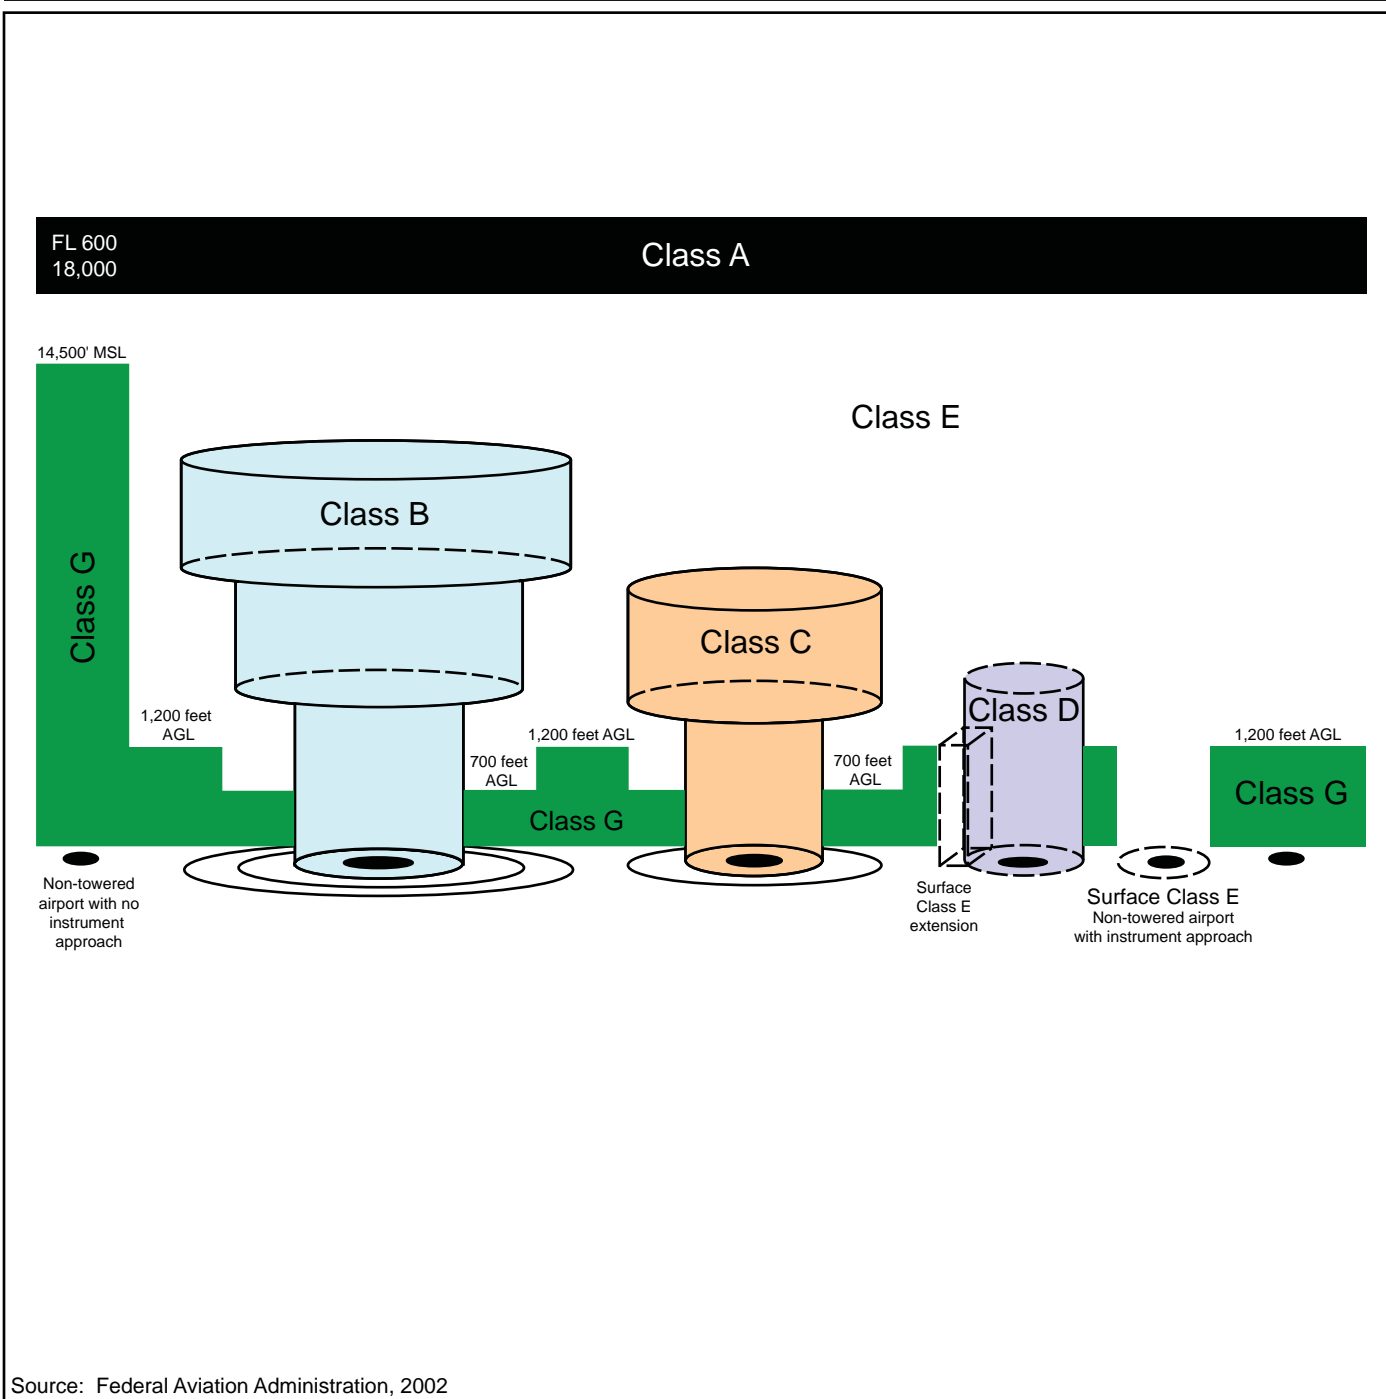 FL 600
18,000
Class A
14,500' MSL
Class E
Class B
Class G
Class C
Class D
1,200 feet
AGL
1,200 feet AGL
700 feet
AGL
700 feet
AGL
1,200 feet AGL
Class G
Class G
Non-towered
airport with no
instrument
approach
Surface
Class E
extension
Surface Class E
Non-towered airport
with instrument approach
Source:  Federal Aviation Administration, 2002